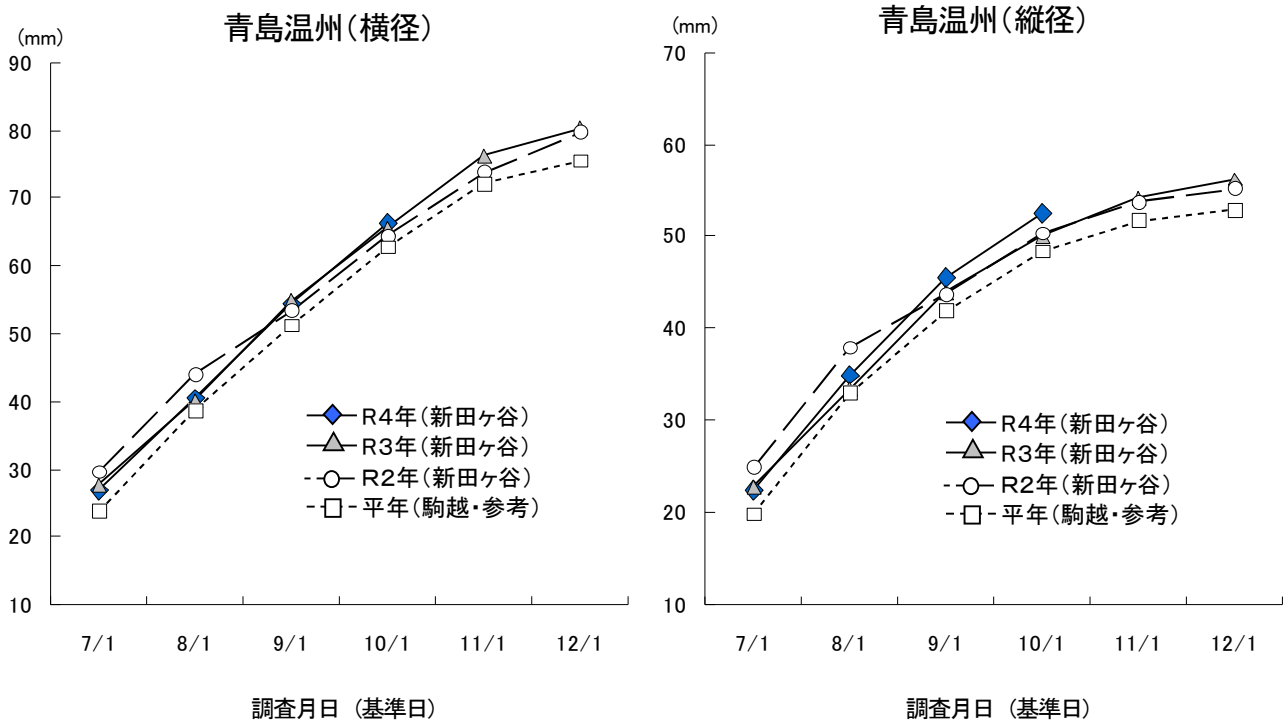 青島温州（横径）
（mm）
90
80
70
60
50
40
30
20
10
R4年（新田ヶ谷）
R3年（新田ヶ谷）
R2年（新田ヶ谷）
平年（駒越・参考）
7/1 8/1 9/1 10/1 11/1 12/1
調査月日（基準日）
青島温州（縦径）
（mm）
70
60
50
40
30
20
10
R4年（新田ヶ谷）
R3年（新田ヶ谷）
R2年（新田ヶ谷）
平年（駒越・参考）
7/1 8/1 9/1 10/1 11/1 12/1
調査月日（基準日）